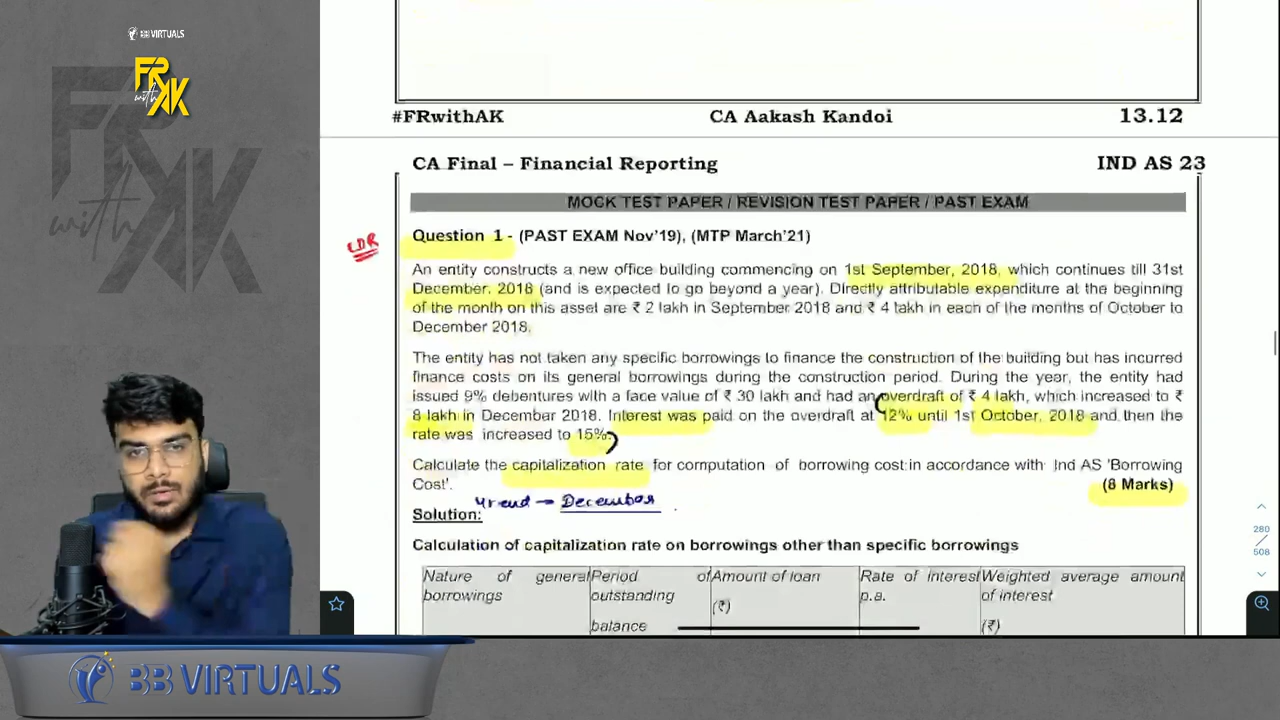 BB VIRTUALS
FR
with AK
#FRwithAK CA Aakash Kandoi 13.12
CA Final – Financial Reporting IND AS 23
MOCK TEST PAPER / REVISION TEST PAPER / PAST EXAM
LDR
Question 1 - (PAST EXAM Nov'19), (MTP March'21)
An entity constructs a new office building commencing on 1st September, 2018, which continues till 31st
December, 2018 (and is expected to go beyond a year). Directly attributable expenditure at the beginning
of the month on this asset are ₹ 2 lakh in September 2018 and ₹ 4 lakh in each of the months of October to
December 2018.
The entity has not taken any specific borrowings to finance the construction of the building but has incurred
finance costs on its general borrowings during the construction period. During the year, the entity had
issued 9% debentures with a face value of ₹ 30 lakh and had an overdraft of ₹ 4 lakh, which increased to ₹
8 lakh in December 2018. Interest was paid on the overdraft at 12% until 1st October, 2018 and then the
rate was increased to 15%.
Calculate the capitalization rate for computation of borrowing cost in accordance with Ind AS 'Borrowing
Cost'. (8 Marks)
Yr end → December
Solution:
Calculation of capitalization rate on borrowings other than specific borrowings
Nature of general Period of Amount of loan Rate of interest Weighted average amount
borrowings outstanding (₹) p.a. of interest
balance (₹)
280
/
508
BB VIRTUALS